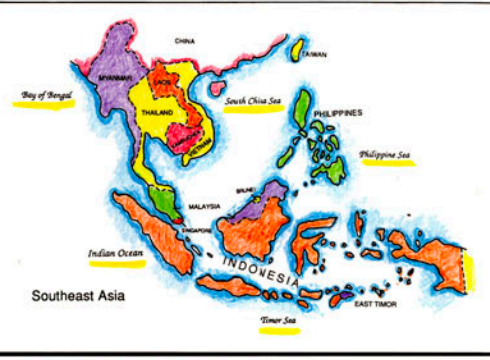 CHINA
TAIWAN
MYANMAR
LAOS
Bay of Bengal
South China Sea
THAILAND
PHILIPPINES
CAMBODIA
VIETNAM
Philippine Sea
BRUNEI
MALAYSIA
SINGAPORE
Indian Ocean
INDONESIA
Southeast Asia
EAST TIMOR
Timor Sea